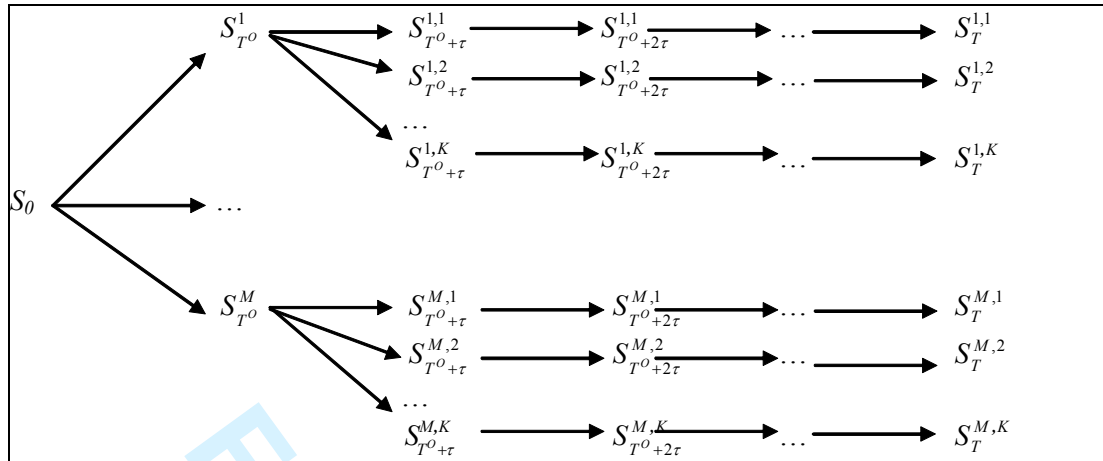 S_{T^O}^{1} S_{T^O+τ}^{1,1} S_{T^O+2τ}^{1,1} … S_T^{1,1}
S_{T^O+τ}^{1,2} S_{T^O+2τ}^{1,2} … S_T^{1,2}
…
S_{T^O+τ}^{1,K} S_{T^O+2τ}^{1,K} … S_T^{1,K}
S_0 …
S_{T^O}^{M} S_{T^O+τ}^{M,1} S_{T^O+2τ}^{M,1} … S_T^{M,1}
S_{T^O+τ}^{M,2} S_{T^O+2τ}^{M,2} … S_T^{M,2}
…
S_{T^O+τ}^{M,K} S_{T^O+2τ}^{M,K} … S_T^{M,K}